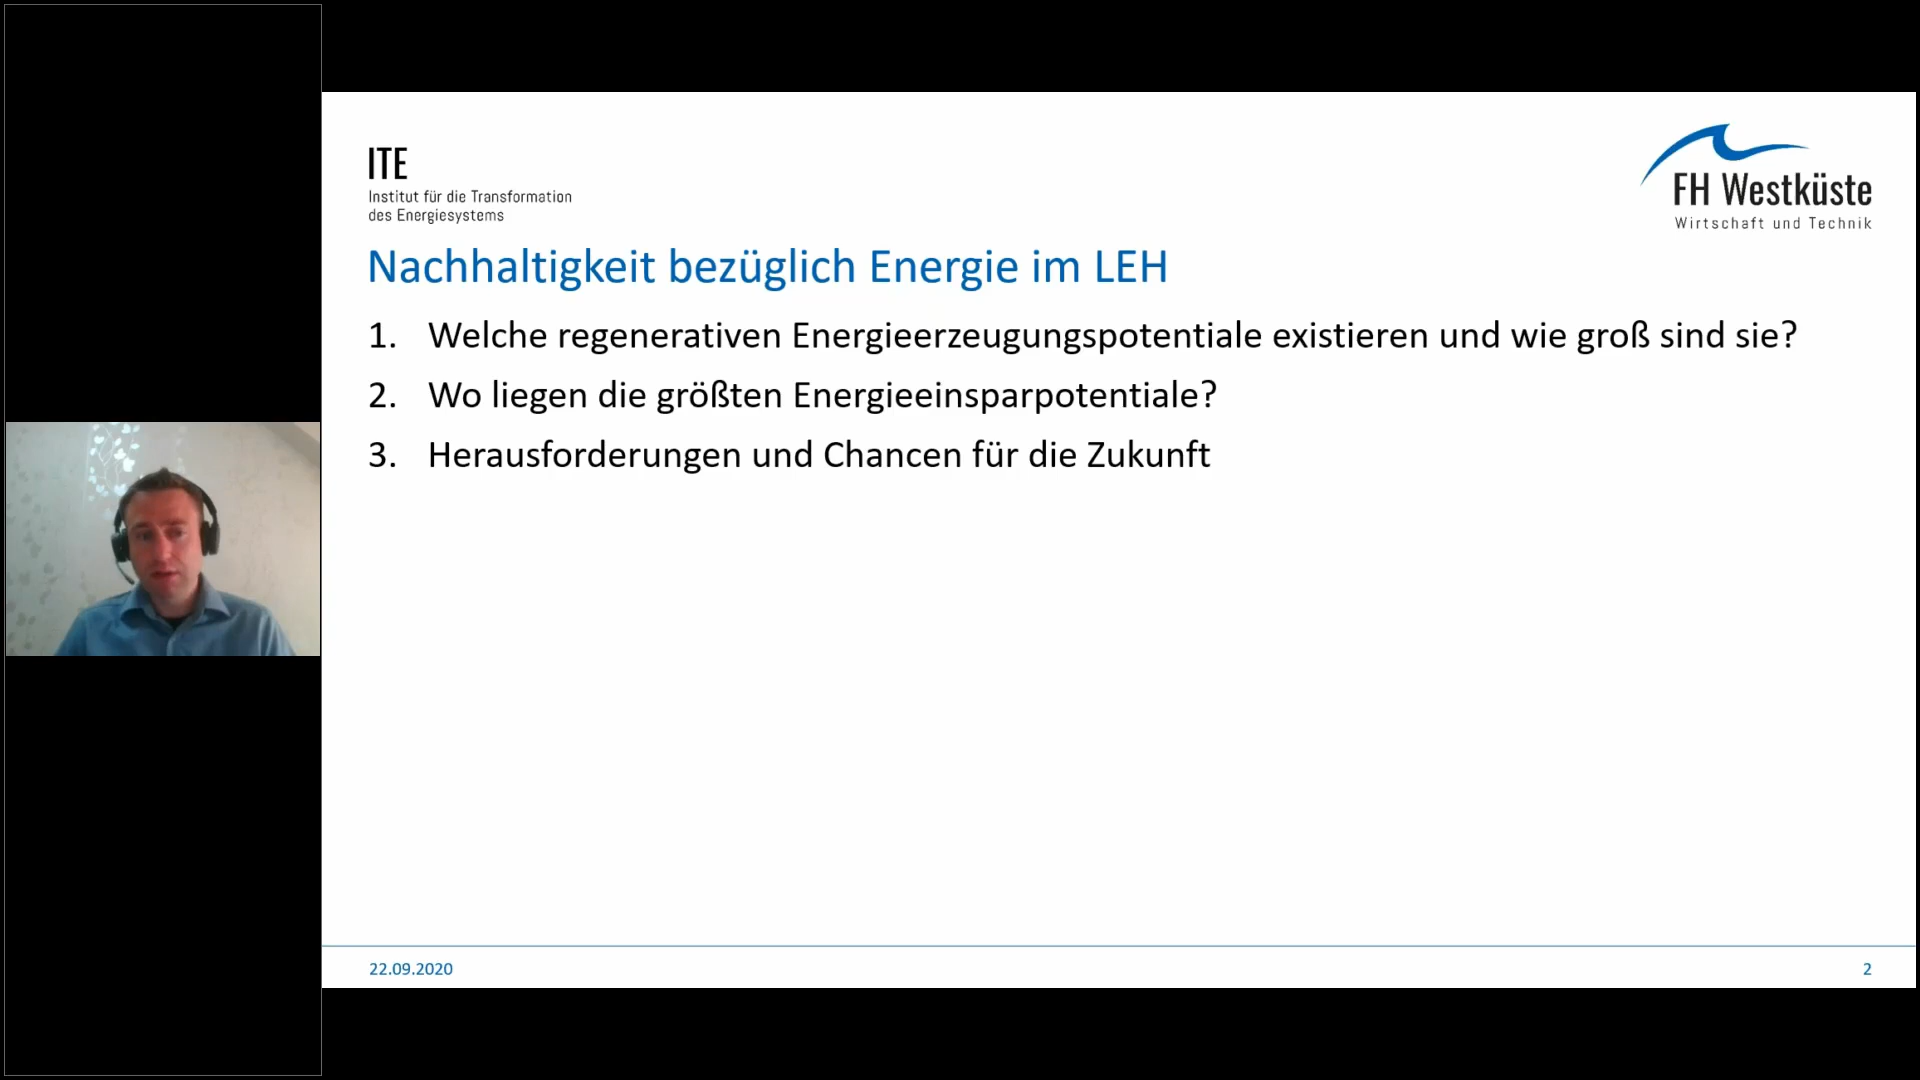 ITE
Institut für die Transformation
des Energiesystems
FH Westküste
Wirtschaft und Technik
Nachhaltigkeit bezüglich Energie im LEH
1. Welche regenerativen Energieerzeugungspotentiale existieren und wie groß sind sie?
2. Wo liegen die größten Energieeinsparpotentiale?
3. Herausforderungen und Chancen für die Zukunft
22.09.2020
2